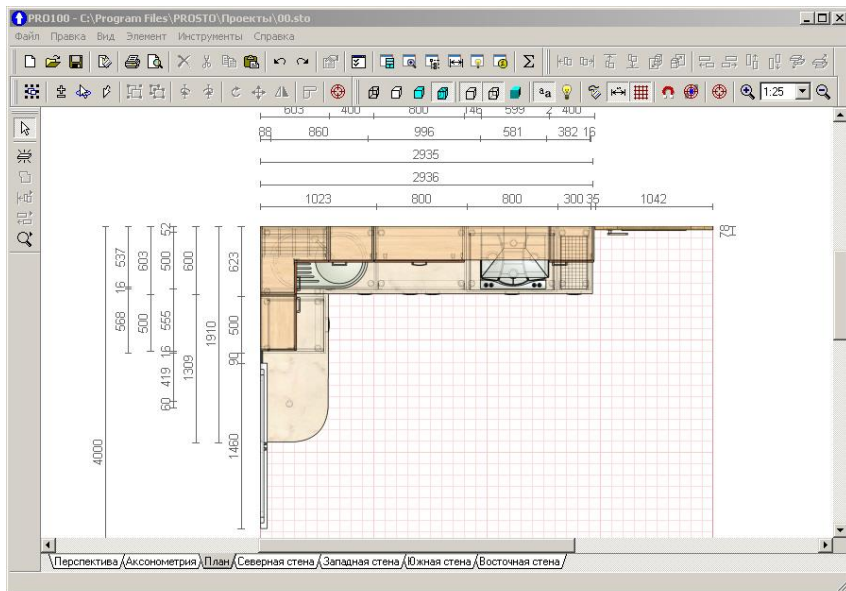 PRO100 - C:\Program Files\PROSTO\Проекты\00.sto
Файл Правка Вид Элемент Инструменты Справка
Σ
aa 1:25
603 400 800 146 599 2 400
88 860 996 581 382 16
2935
2936
1023 800 800 300 35 1042
78
537 603 52 500 600 623
16
568 500 555 1910 500
16 1309 90
419
60
1460
4000
Перспектива Аксонометрия План Северная стена Западная стена Южная стена Восточная стена